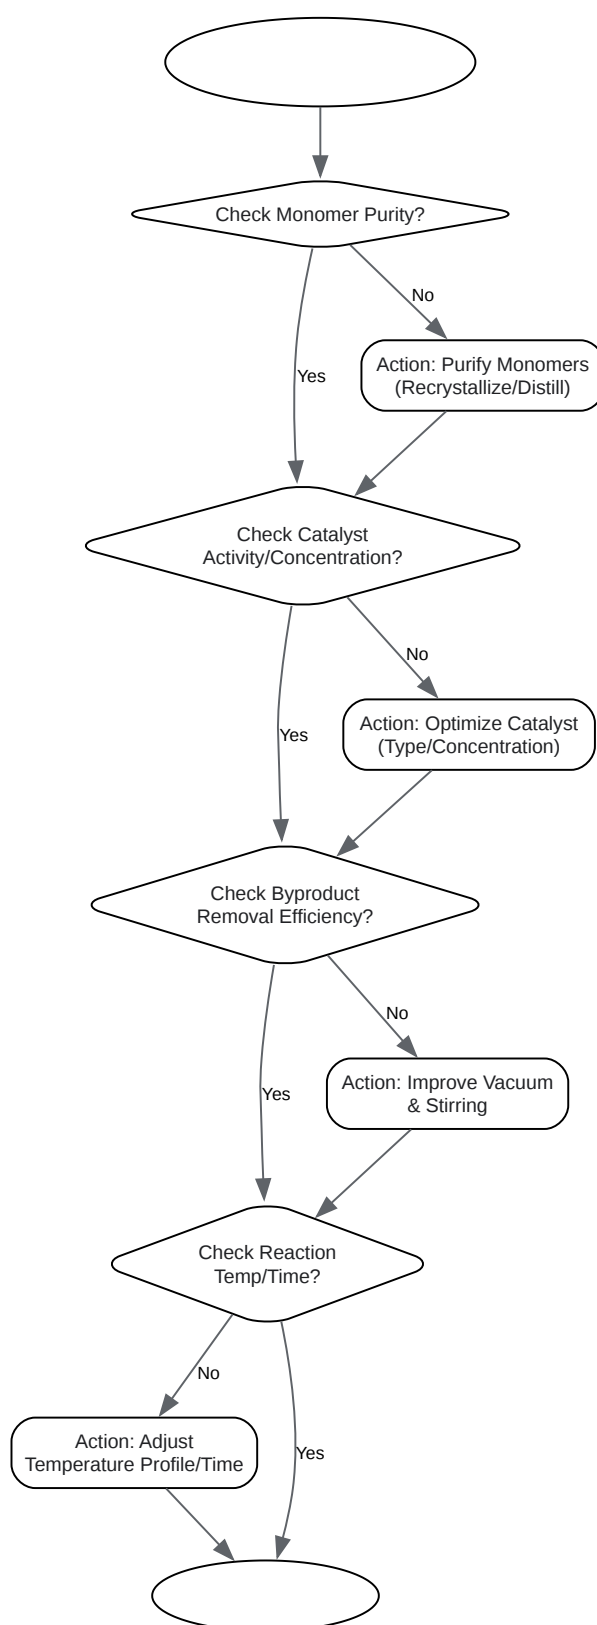 Check Monomer Purity?
No
Action: Purify Monomers
(Recrystallize/Distill)
Yes
Check Catalyst
Activity/Concentration?
No
Action: Optimize Catalyst
(Type/Concentration)
Yes
Check Byproduct
Removal Efficiency?
No
Action: Improve Vacuum
& Stirring
Yes
Check Reaction
Temp/Time?
No
Action: Adjust
Temperature Profile/Time
Yes